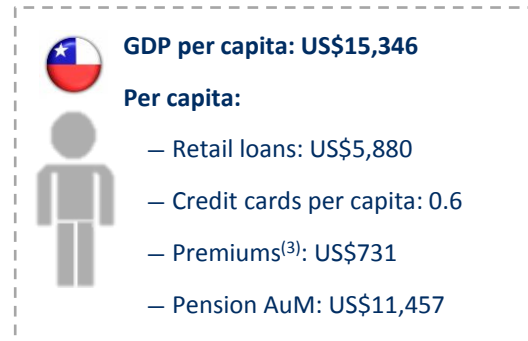 GDP per capita: US$15,346
Per capita:
— Retail loans: US$5,880
— Credit cards per capita: 0.6
— Premiums(3): US$731
— Pension AuM: US$11,457